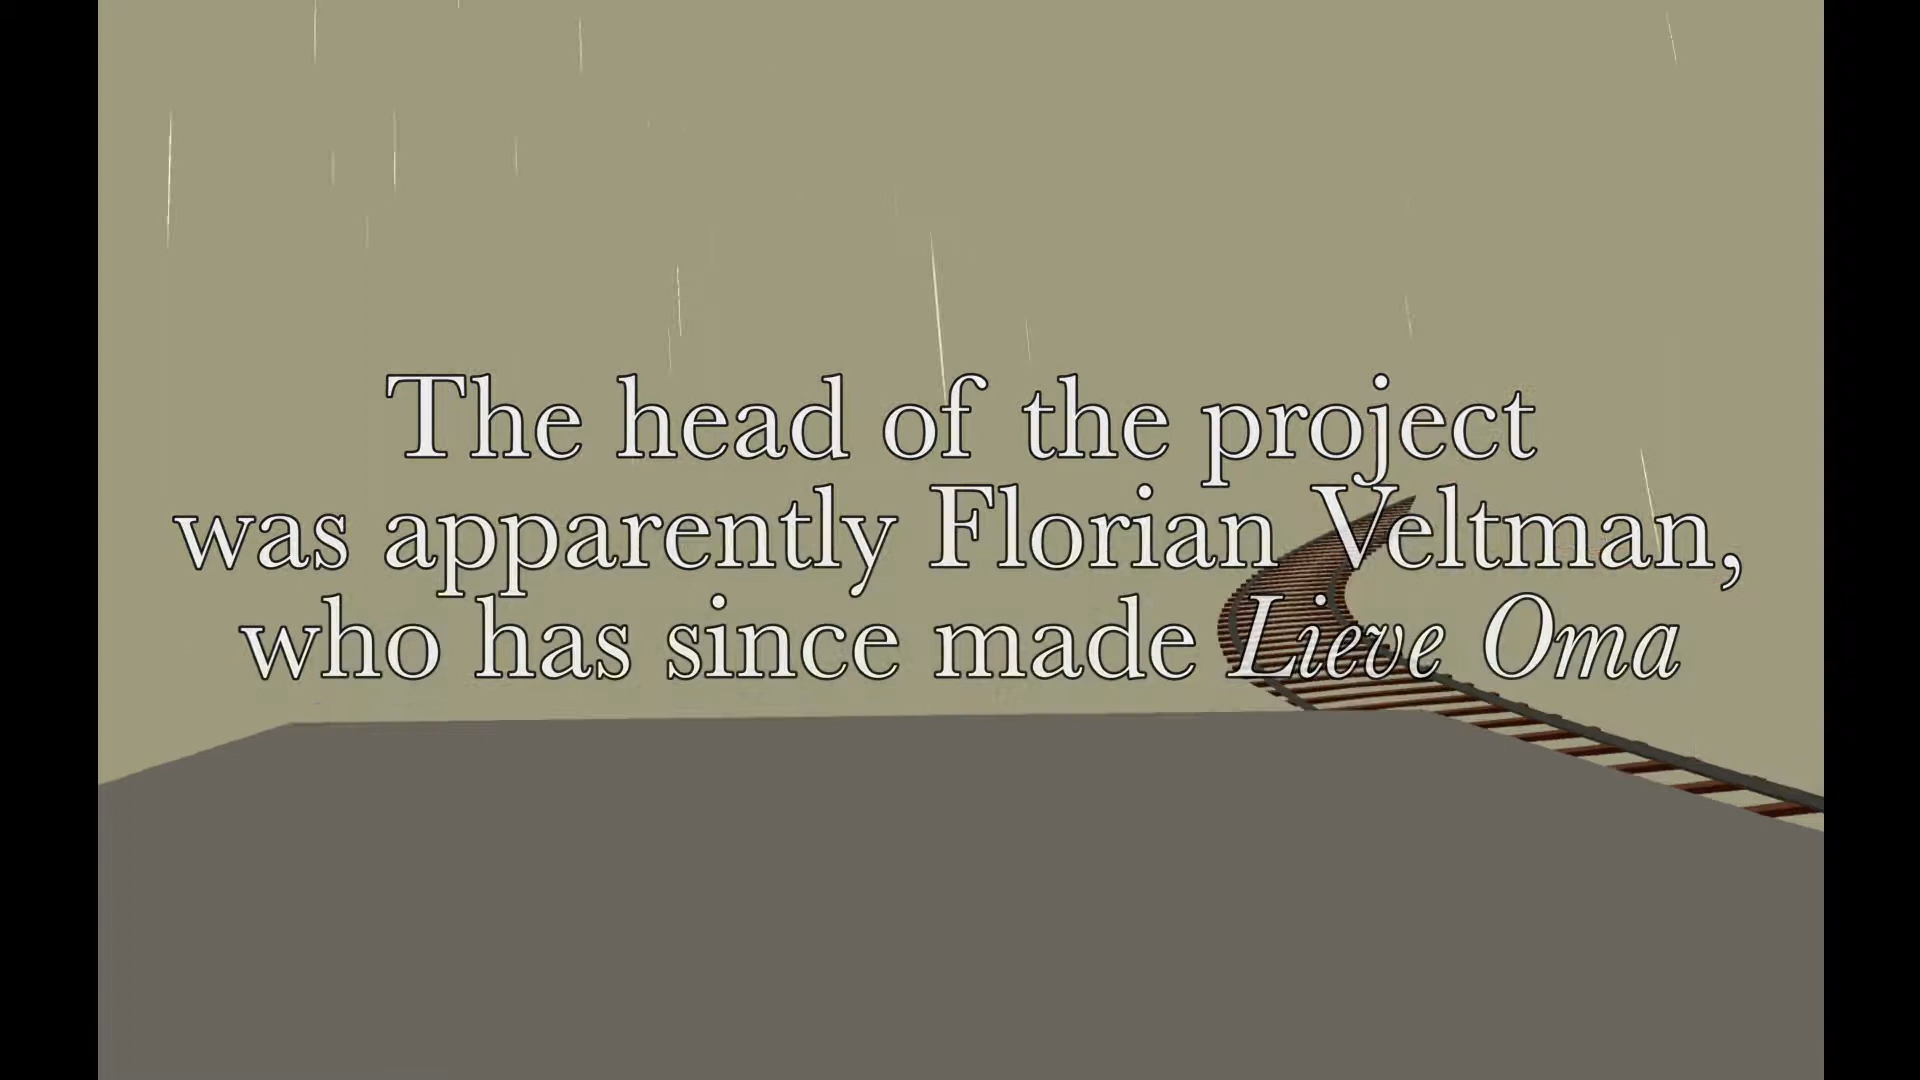 The head of the project
was apparently Florian Veltman,
who has since made Lieve Oma